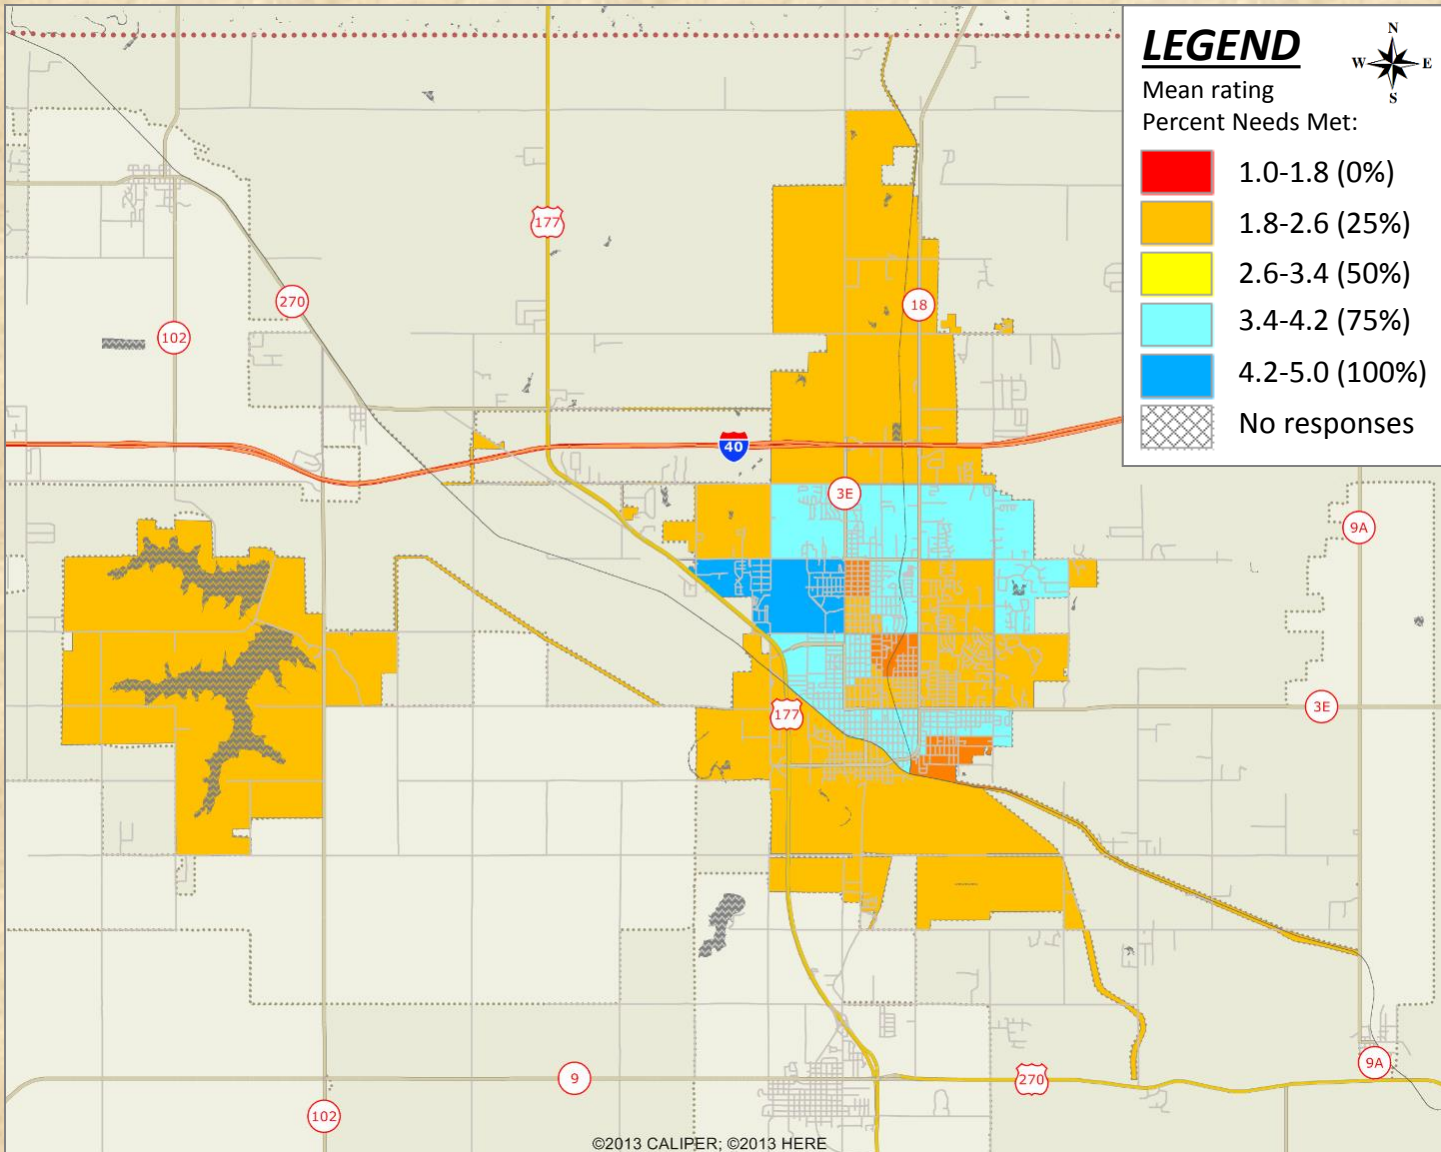 LEGEND
N
W E
S
Mean rating
Percent Needs Met:
1.0-1.8 (0%)
1.8-2.6 (25%)
2.6-3.4 (50%)
3.4-4.2 (75%)
4.2-5.0 (100%)
No responses
177
270
18
102
40
3E
9A
3E
177
9A
9
270
102
©2013 CALIPER; ©2013 HERE